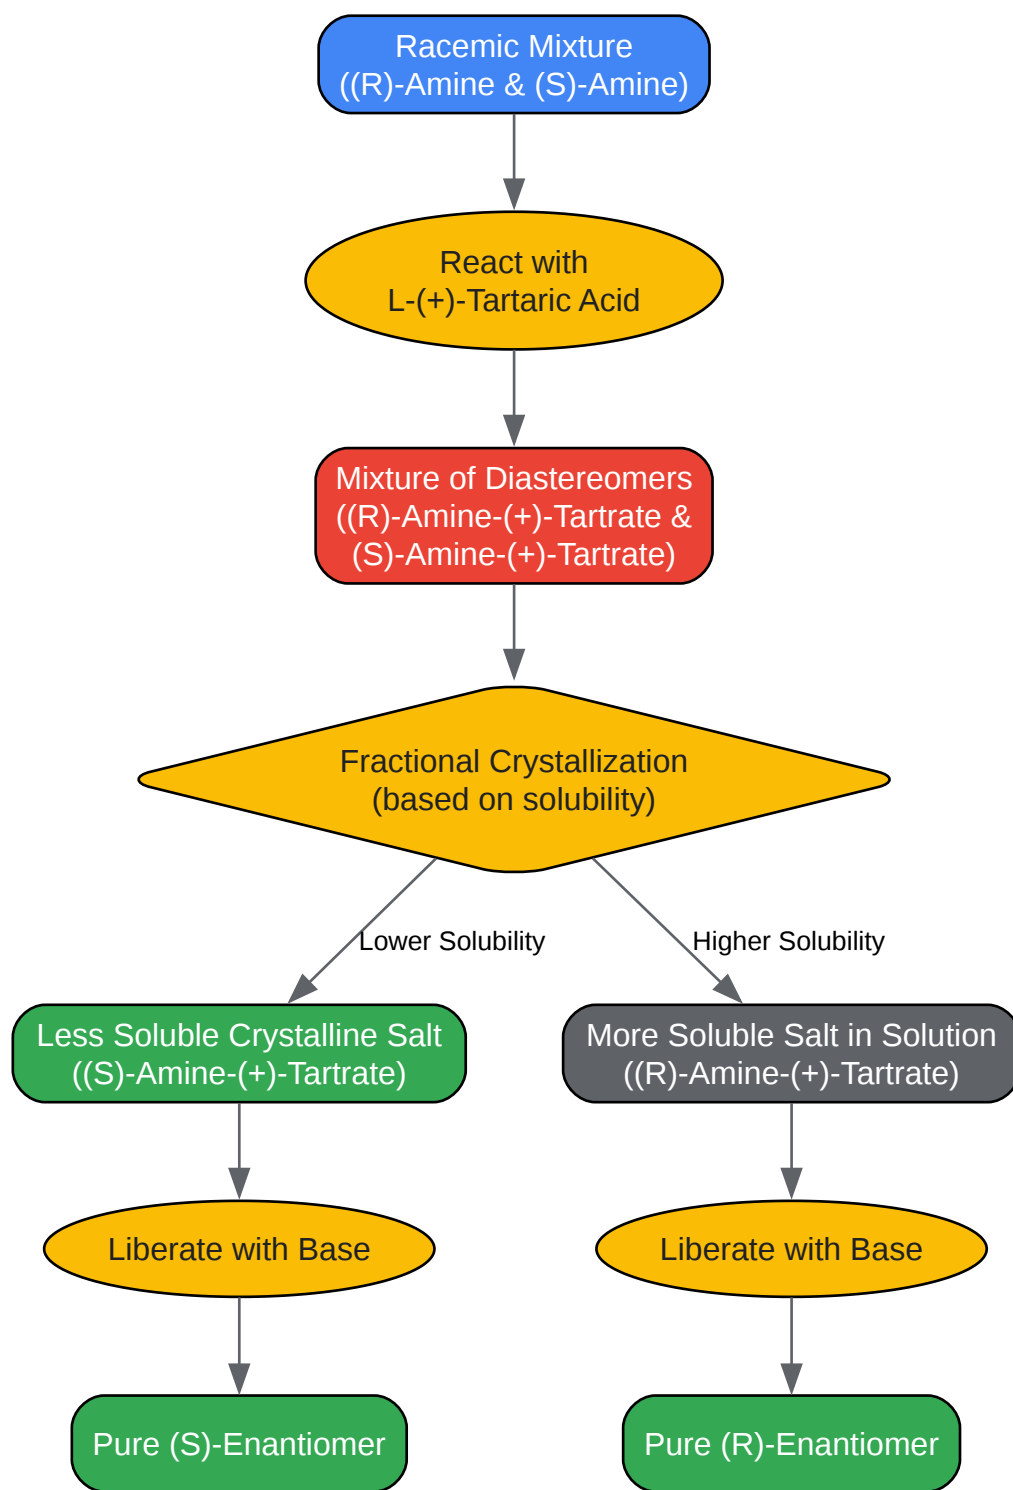 Racemic Mixture
((R)-Amine & (S)-Amine)
React with
L-(+)-Tartaric Acid
Mixture of Diastereomers
((R)-Amine-(+)-Tartrate &
(S)-Amine-(+)-Tartrate)
Fractional Crystallization
(based on solubility)
Lower Solubility
Higher Solubility
Less Soluble Crystalline Salt
((S)-Amine-(+)-Tartrate)
More Soluble Salt in Solution
((R)-Amine-(+)-Tartrate)
Liberate with Base
Liberate with Base
Pure (S)-Enantiomer
Pure (R)-Enantiomer